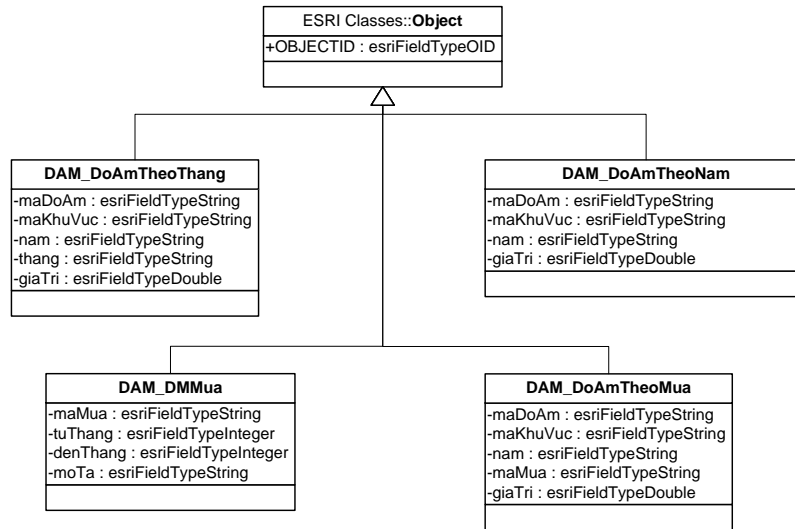 ESRI Classes::Object
+OBJECTID : esriFieldTypeOID
DAM_DoAmTheoThang
-maDoAm : esriFieldTypeString
-maKhuVuc : esriFieldTypeString
-nam : esriFieldTypeString
-thang : esriFieldTypeString
-giaTri : esriFieldTypeDouble
DAM_DoAmTheoNam
-maDoAm : esriFieldTypeString
-maKhuVuc : esriFieldTypeString
-nam : esriFieldTypeString
-giaTri : esriFieldTypeDouble
DAM_DMMua
-maMua : esriFieldTypeString
-tuThang : esriFieldTypeInteger
-denThang : esriFieldTypeInteger
-moTa : esriFieldTypeString
DAM_DoAmTheoMua
-maDoAm : esriFieldTypeString
-maKhuVuc : esriFieldTypeString
-nam : esriFieldTypeString
-maMua : esriFieldTypeString
-giaTri : esriFieldTypeDouble